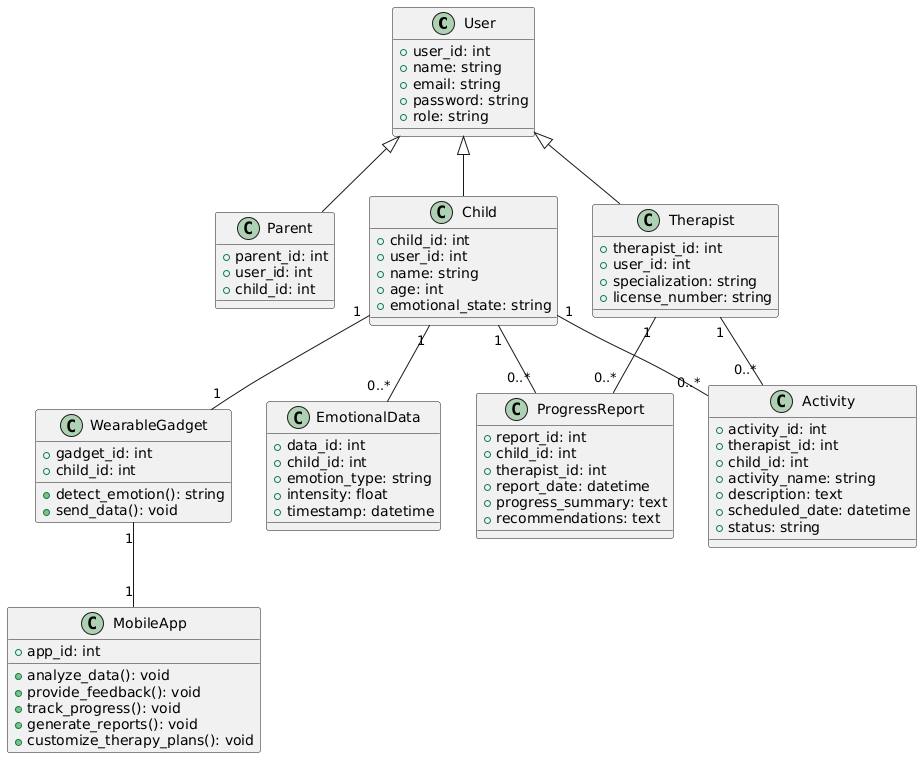 C User
user_id: int
name: string
email: string
password: string
role: string
C Parent
parent_id: int
user_id: int
child_id: int
C Child
child_id: int
user_id: int
name: string
age: int
emotional_state: string
C Therapist
therapist_id: int
user_id: int
specialization: string
license_number: string
1
1
1
1
1
1
1
0..*
0..*
0..*
0..*
0..*
C WearableGadget
gadget_id: int
child_id: int
detect_emotion(): string
send_data(): void
C EmotionalData
data_id: int
child_id: int
emotion_type: string
intensity: float
timestamp: datetime
C ProgressReport
report_id: int
child_id: int
therapist_id: int
report_date: datetime
progress_summary: text
recommendations: text
C Activity
activity_id: int
therapist_id: int
child_id: int
activity_name: string
description: text
scheduled_date: datetime
status: string
1
1
C MobileApp
app_id: int
analyze_data(): void
provide_feedback(): void
track_progress(): void
generate_reports(): void
customize_therapy_plans(): void